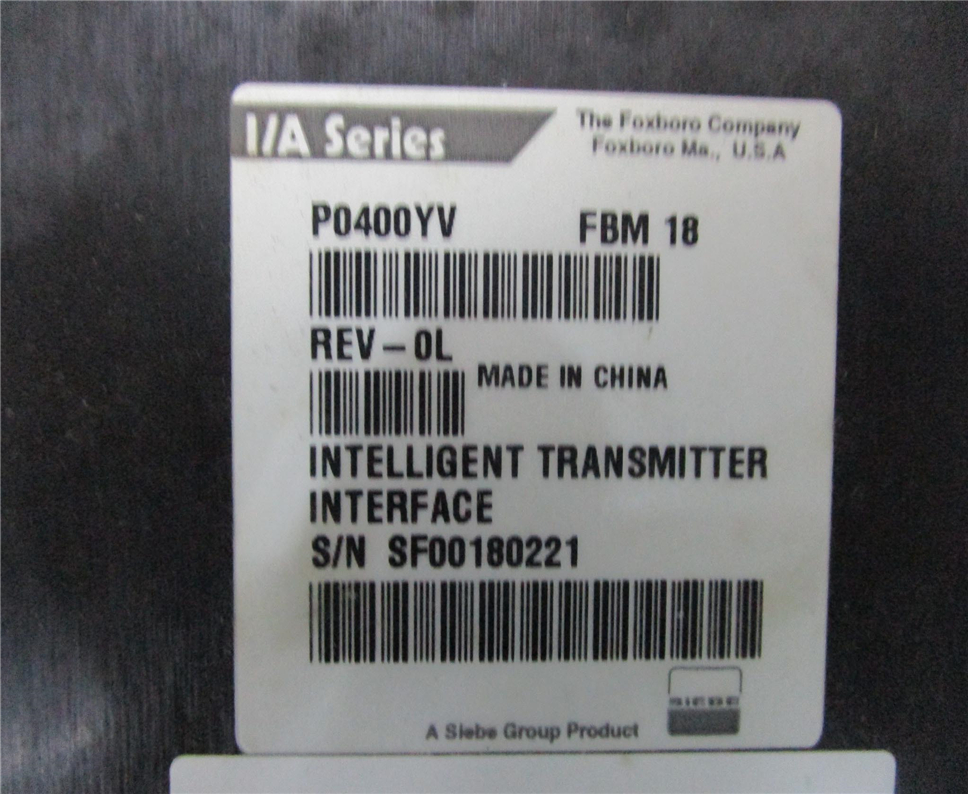 I/A Series
The Foxboro Company
Foxboro Ma., U.S.A
P0400YV FBM 18
REV-0L
MADE IN CHINA
INTELLIGENT TRANSMITTER
INTERFACE
S/N SF00180221
SIEBE
A Siebe Group Product